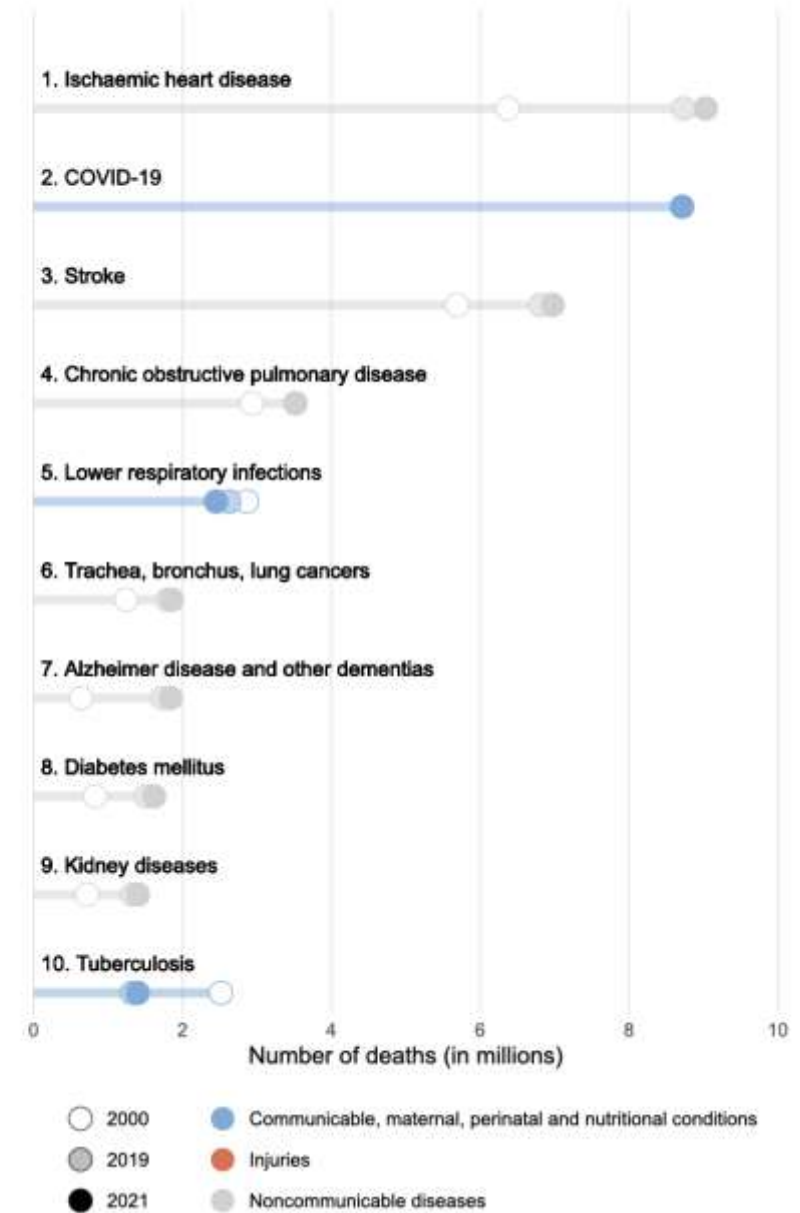 1. Ischaemic heart disease
2. COVID-19
3. Stroke
4. Chronic obstructive pulmonary disease
5. Lower respiratory infections
6. Trachea, bronchus, lung cancers
7. Alzheimer disease and other dementias
8. Diabetes mellitus
9. Kidney diseases
10. Tuberculosis
0 2 4 6 8 10
Number of deaths (in millions)
2000 Communicable, maternal, perinatal and nutritional conditions
2019 Injuries
2021 Noncommunicable diseases